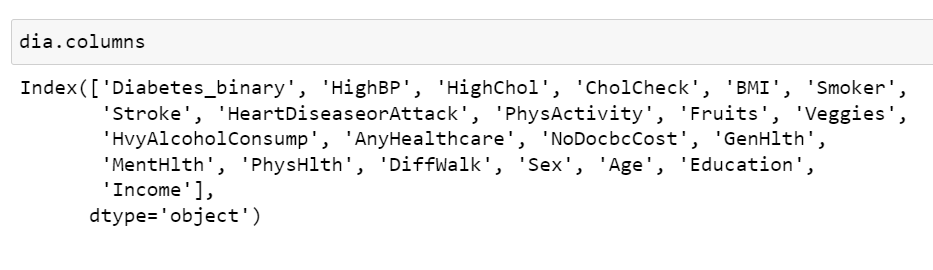 dia.columns
Index(['Diabetes_binary', 'HighBP', 'HighChol', 'CholCheck', 'BMI', 'Smoker',
'Stroke', 'HeartDiseaseorAttack', 'PhysActivity', 'Fruits', 'Veggies',
'HvyAlcoholConsump', 'AnyHealthcare', 'NoDocbcCost', 'GenHlth',
'MentHlth', 'PhysHlth', 'DiffWalk', 'Sex', 'Age', 'Education',
'Income'],
dtype='object')